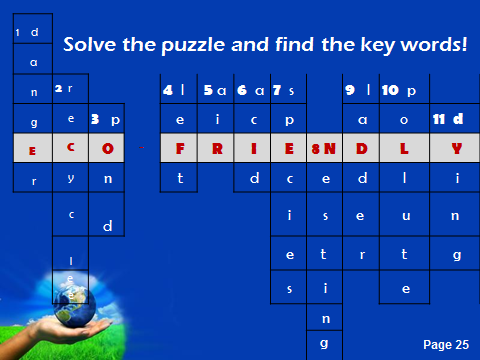 1 d
Solve the puzzle and find the key words!
a
n 2 r 4 l 5 a 6 a 7 s 9 l 10 p
g e 3 p e i c p a o 11 d
E C O F R I E 8 N D L Y
r y n t d c e d l i
c d i s e u n
l e t r t g
e s i e
n
g
Page 25